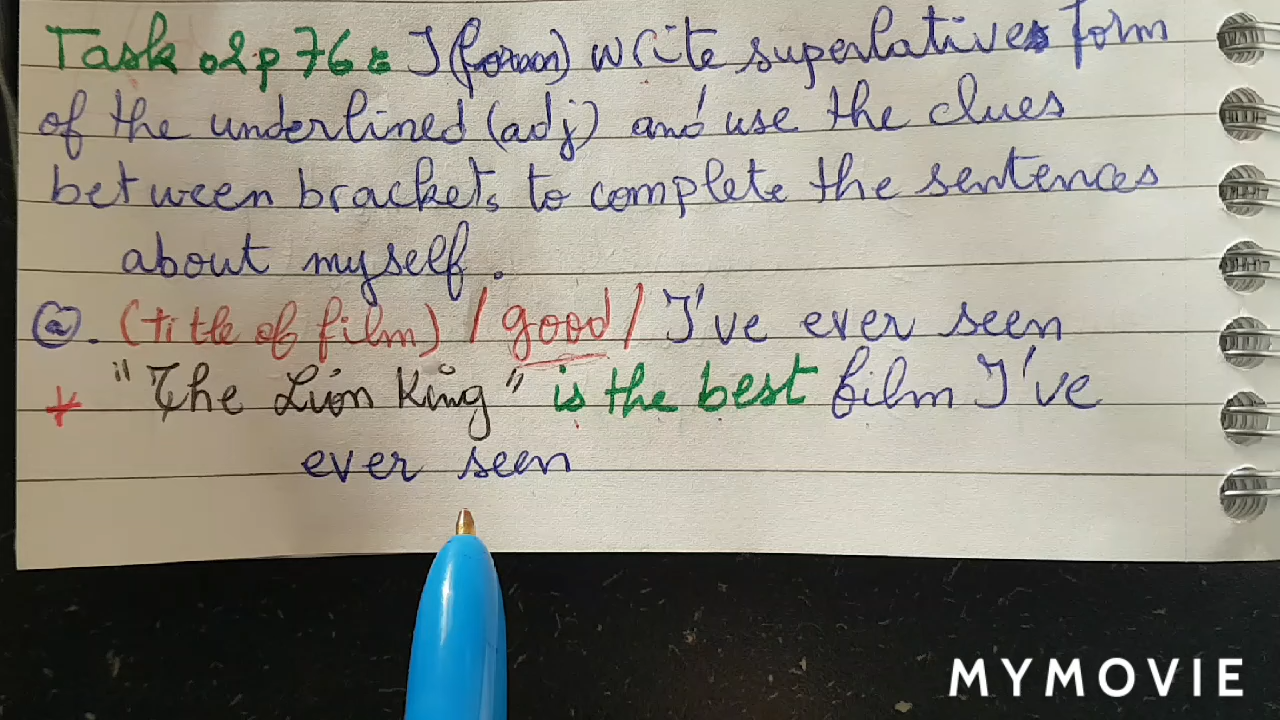 Task 02 p 76 : I (          ) write superlative form
of the underlined (adj) and use the clues
between brackets to complete the sentences
about myself.
(a). (title of film) / good / I've ever seen
* "The Lion King" is the best film I've
ever seen
MYMOVIE